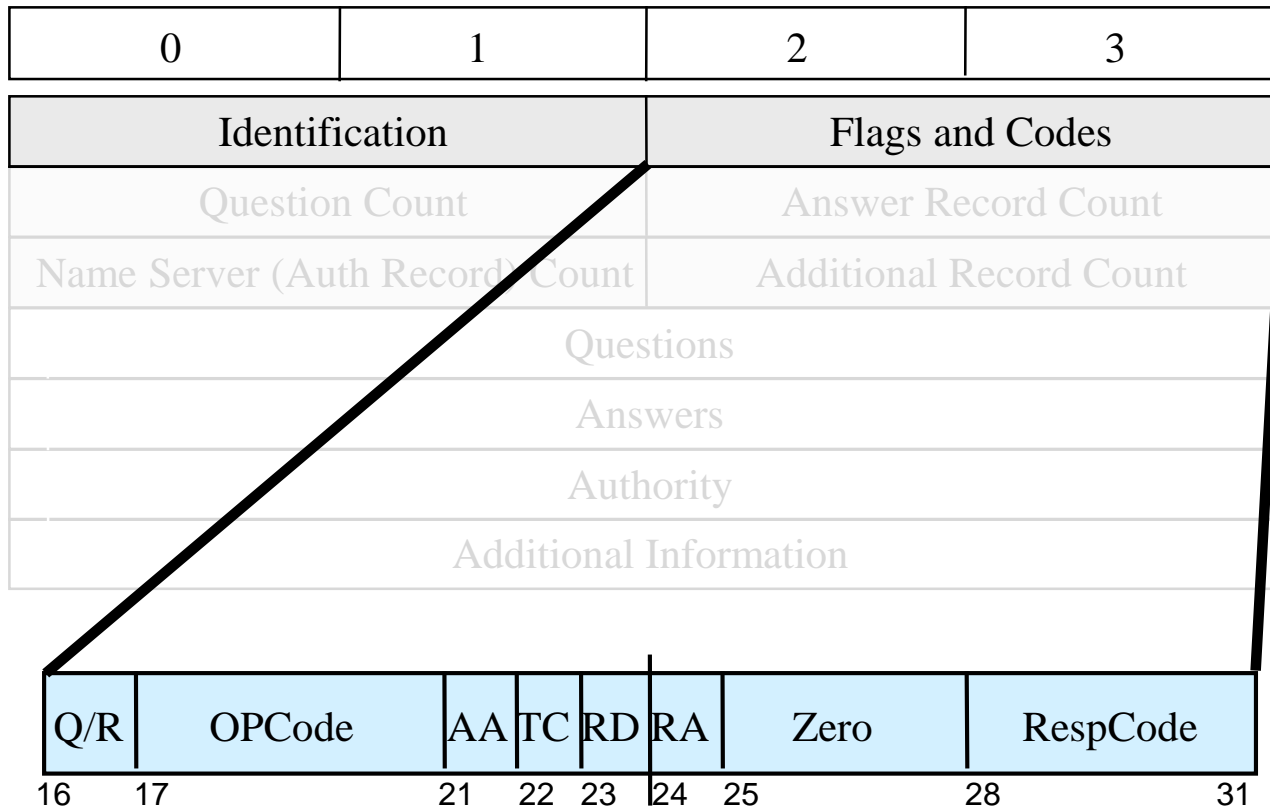 0 1 2 3
Identification Flags and Codes
Question Count Answer Record Count
Name Server (Auth Record) Count Additional Record Count
Questions
Answers
Authority
Additional Information
Q/R OPCode AA TC RD RA Zero RespCode
16 17 21 22 23 24 25 28 31